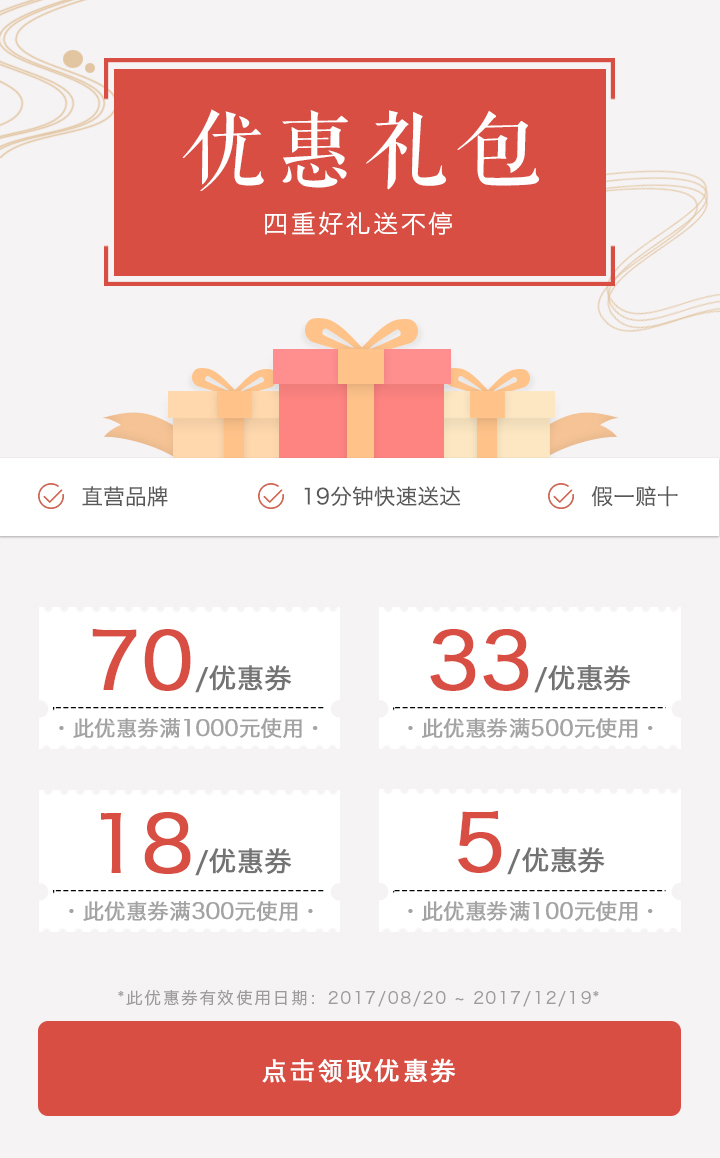 优惠礼包
四重好礼送不停
直营品牌
19分钟快速送达
假一赔十
70/优惠券
·此优惠券满1000元使用·
33/优惠券
·此优惠券满500元使用·
18/优惠券
·此优惠券满300元使用·
5/优惠券
·此优惠券满100元使用·
*此优惠券有效使用日期：2017/08/20 ~ 2017/12/19*
点击领取优惠券